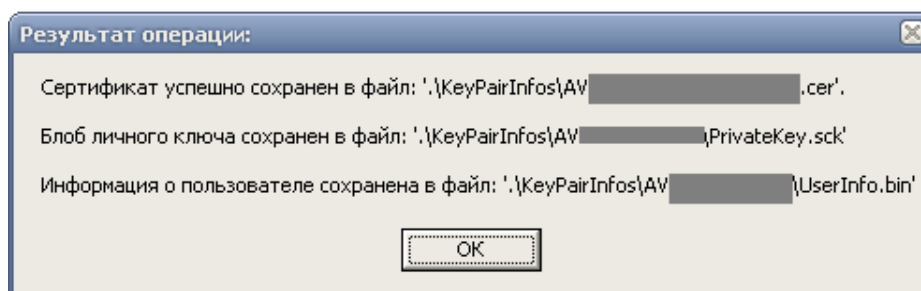 Результат операции:
Сертификат успешно сохранен в файл: '.\KeyPairInfos\AV .cer'.
Блоб личного ключа сохранен в файл: '.\KeyPairInfos\AV \PrivateKey.sck'
Информация о пользователе сохранена в файл: '.\KeyPairInfos\AV \UserInfo.bin'
OK